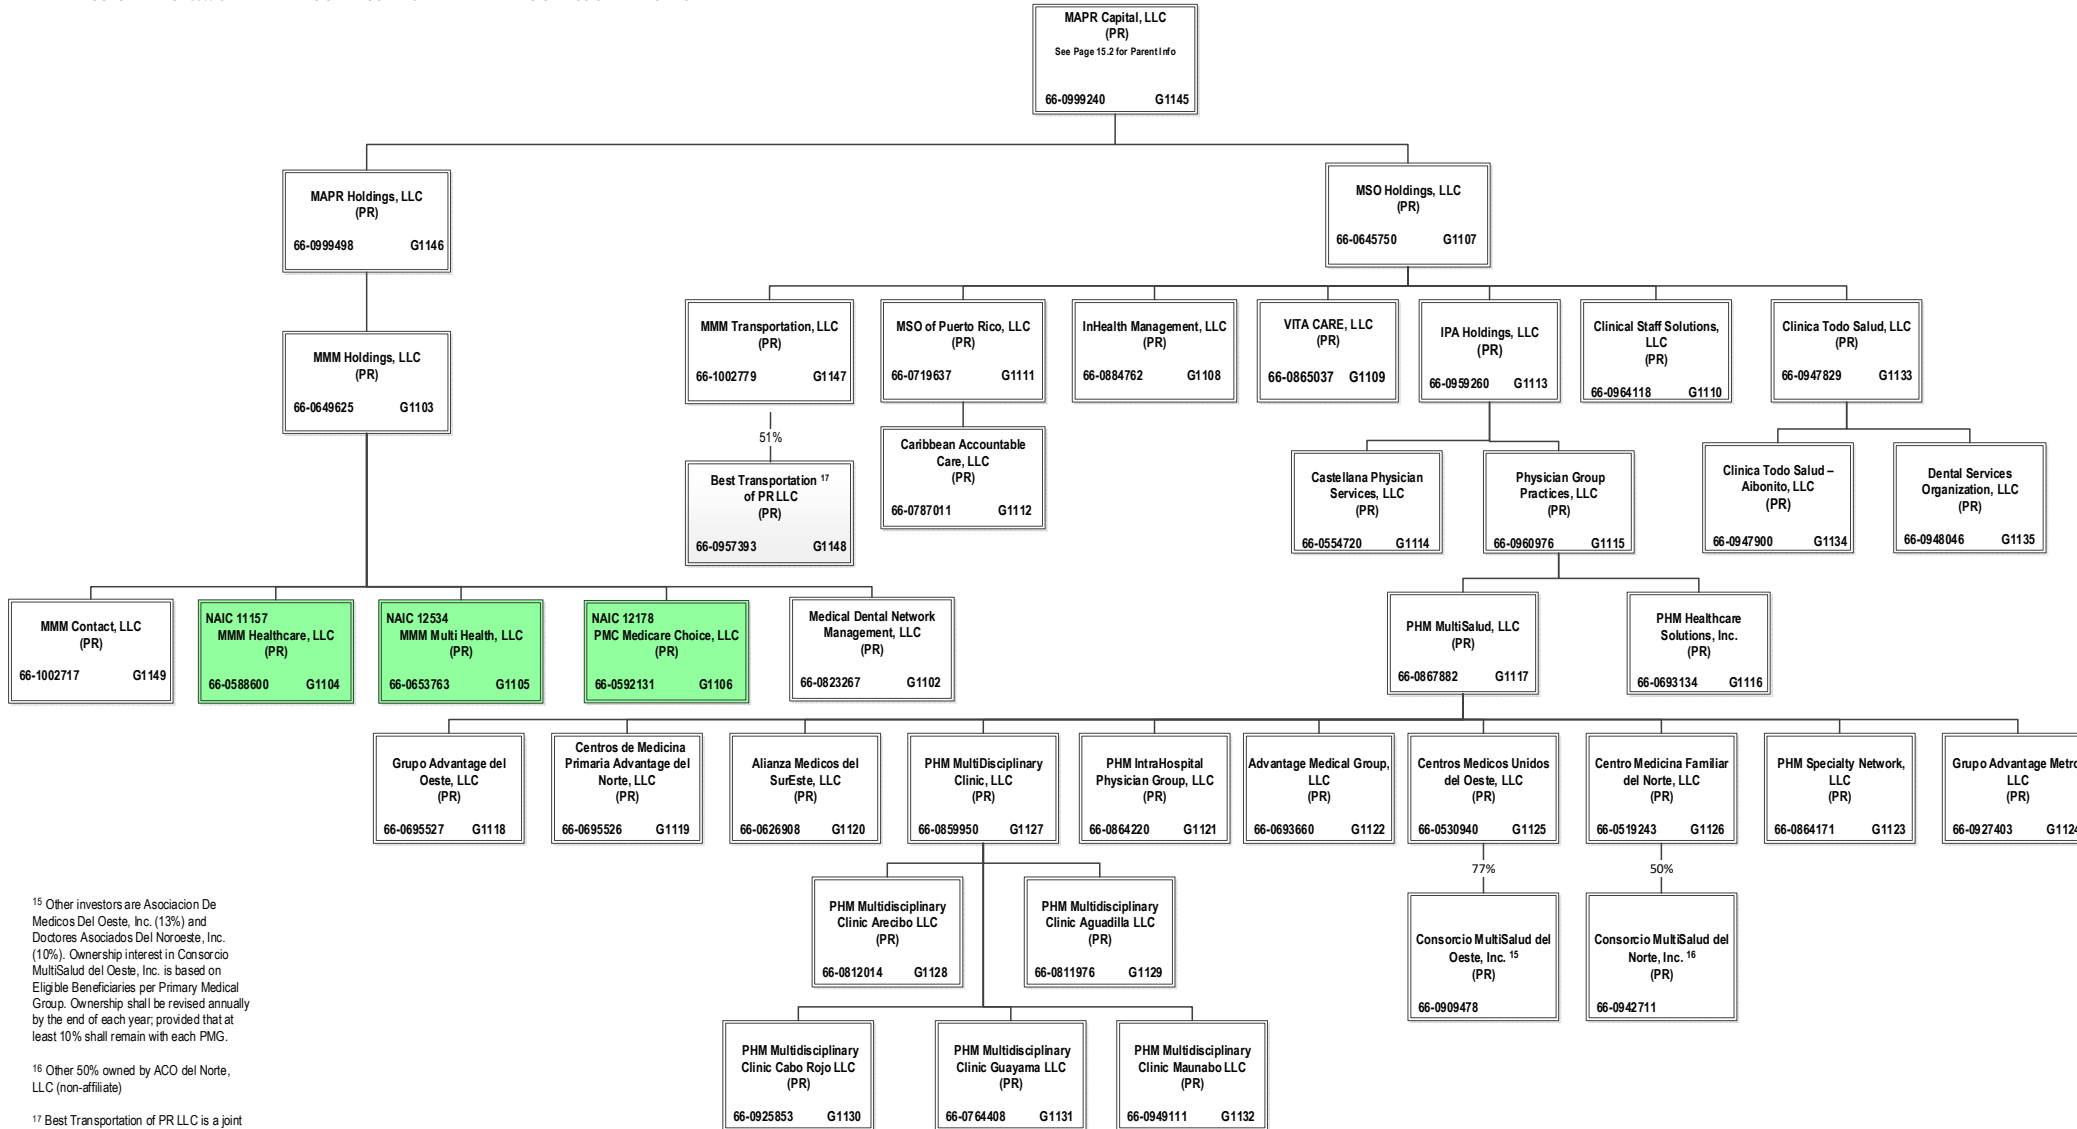 MAPR Capital, LLC
(PR)
See Page 15.2 for Parent Info
66-0999240 G1145
MAPR Holdings, LLC
(PR)
66-0999498 G1146
MSO Holdings, LLC
(PR)
66-0645750 G1107
MMM Holdings, LLC
(PR)
66-0649625 G1103
MMM Transportation, LLC
(PR)
66-1002779 G1147
MSO of Puerto Rico, LLC
(PR)
66-0719637 G1111
InHealth Management, LLC
(PR)
66-0884762 G1108
VITA CARE, LLC
(PR)
66-0865037 G1109
IPA Holdings, LLC
(PR)
66-0959260 G1113
Clinical Staff Solutions,
LLC
(PR)
66-0964118 G1110
Clinica Todo Salud, LLC
(PR)
66-0947829 G1133
51%
Best Transportation 17
of PR LLC
(PR)
66-0957393 G1148
Caribbean Accountable
Care, LLC
(PR)
66-0787011 G1112
Castellana Physician
Services, LLC
(PR)
66-0554720 G1114
Physician Group
Practices, LLC
(PR)
66-0960976 G1115
Clinica Todo Salud –
Aibonito, LLC
(PR)
66-0947900 G1134
Dental Services
Organization, LLC
(PR)
66-0948046 G1135
MMM Contact, LLC
(PR)
66-1002717 G1149
NAIC 11157
MMM Healthcare, LLC
(PR)
66-0588600 G1104
NAIC 12534
MMM Multi Health, LLC
(PR)
66-0653763 G1105
NAIC 12178
PMC Medicare Choice, LLC
(PR)
66-0592131 G1106
Medical Dental Network
Management, LLC
(PR)
66-0823267 G1102
PHM MultiSalud, LLC
(PR)
66-0867882 G1117
PHM Healthcare
Solutions, Inc.
(PR)
66-0693134 G1116
Grupo Advantage del
Oeste, LLC
(PR)
66-0695527 G1118
Centros de Medicina
Primaria Advantage del
Norte, LLC
(PR)
66-0695526 G1119
Alianza Medicos del
SurEste, LLC
(PR)
66-0626908 G1120
PHM MultiDisciplinary
Clinic, LLC
(PR)
66-0859950 G1127
PHM IntraHospital
Physician Group, LLC
(PR)
66-0864220 G1121
Advantage Medical Group,
LLC
(PR)
66-0693660 G1122
Centros Medicos Unidos
del Oeste, LLC
(PR)
66-0530940 G1125
Centro Medicina Familiar
del Norte, LLC
(PR)
66-0519243 G1126
PHM Specialty Network,
LLC
(PR)
66-0864171 G1123
Grupo Advantage Metro
LLC
(PR)
66-0927403 G1124
77%
50%
PHM Multidisciplinary
Clinic Arecibo LLC
(PR)
66-0812014 G1128
PHM Multidisciplinary
Clinic Aguadilla LLC
(PR)
66-0811976 G1129
Consorcio MultiSalud del
Oeste, Inc. 15
(PR)
66-0909478
Consorcio MultiSalud del
Norte, Inc. 16
(PR)
66-0942711
PHM Multidisciplinary
Clinic Cabo Rojo LLC
(PR)
66-0925853 G1130
PHM Multidisciplinary
Clinic Guayama LLC
(PR)
66-0764408 G1131
PHM Multidisciplinary
Clinic Maunabo LLC
(PR)
66-0949111 G1132
15 Other investors are Asociacion De
Medicos Del Oeste, Inc. (13%) and
Doctores Asociados Del Noroeste, Inc.
(10%). Ownership interest in Consorcio
MultiSalud del Oeste, Inc. is based on
Eligible Beneficiaries per Primary Medical
Group. Ownership shall be revised annually
by the end of each year; provided that at
least 10% shall remain with each PMG.
16 Other 50% owned by ACO del Norte,
LLC (non-affiliate)
17 Best Transportation of PR LLC is a joint